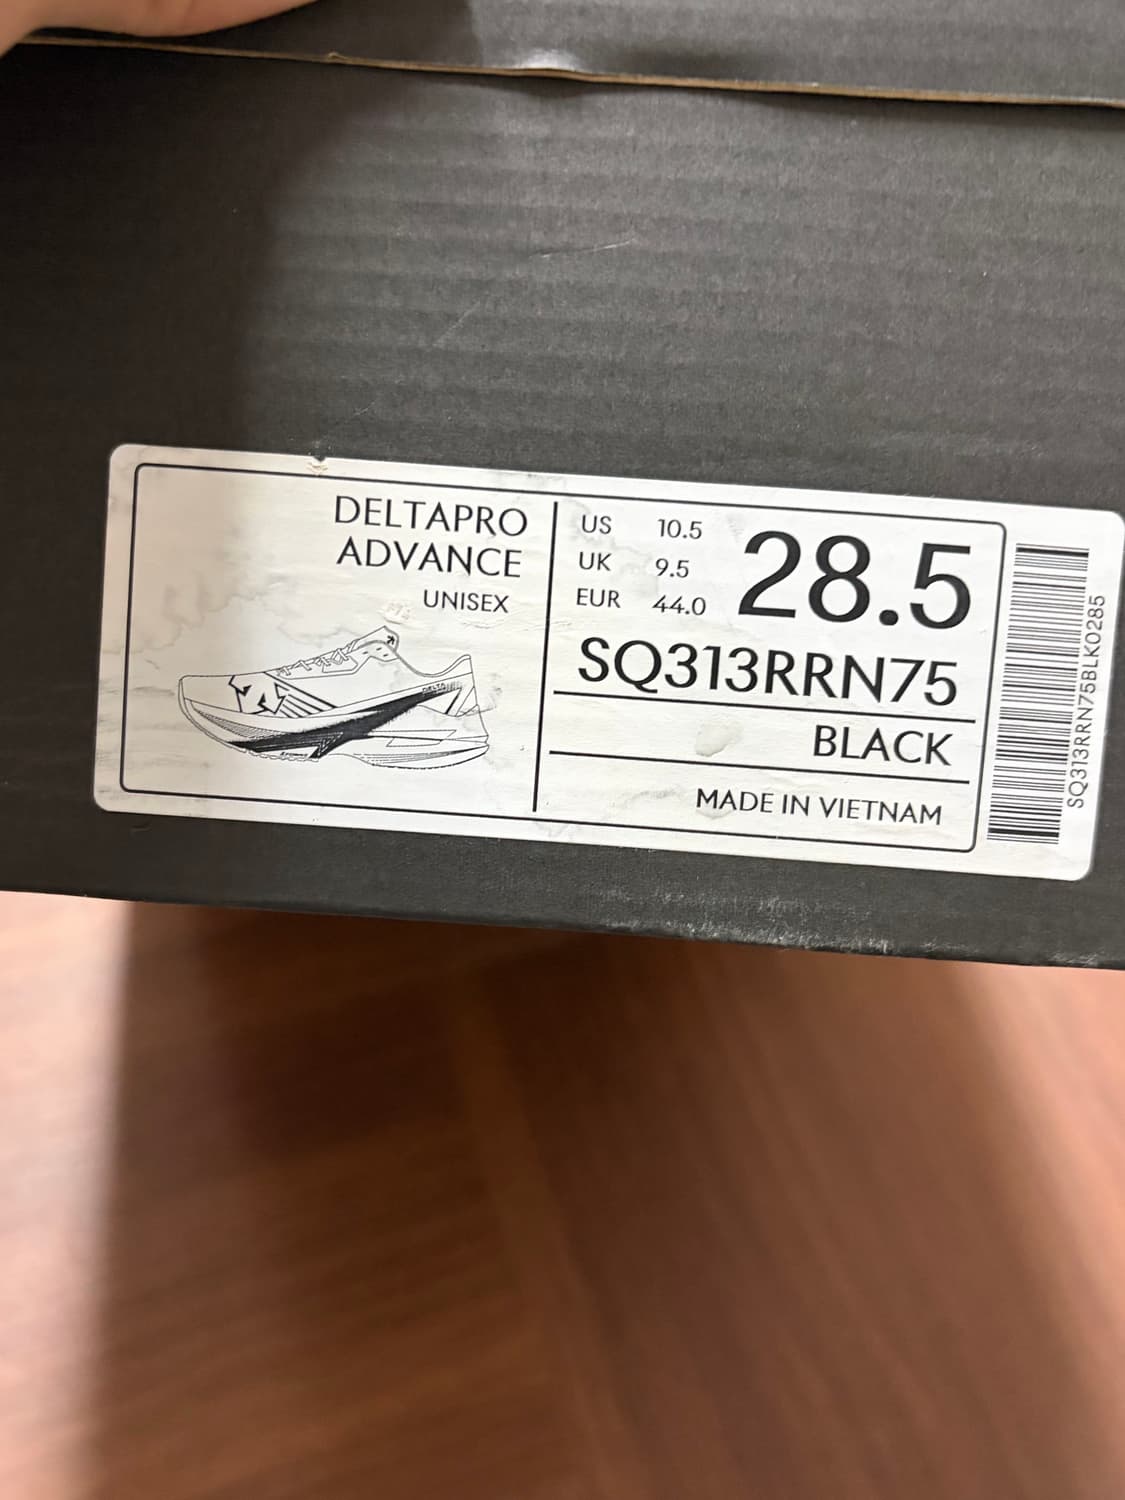 DELTAPRO
ADVANCE
UNISEX
US 10.5
UK 9.5
EUR 44.0
28.5
SQ313RRN75
BLACK
MADE IN VIETNAM
SQ313RRN75BLK0285